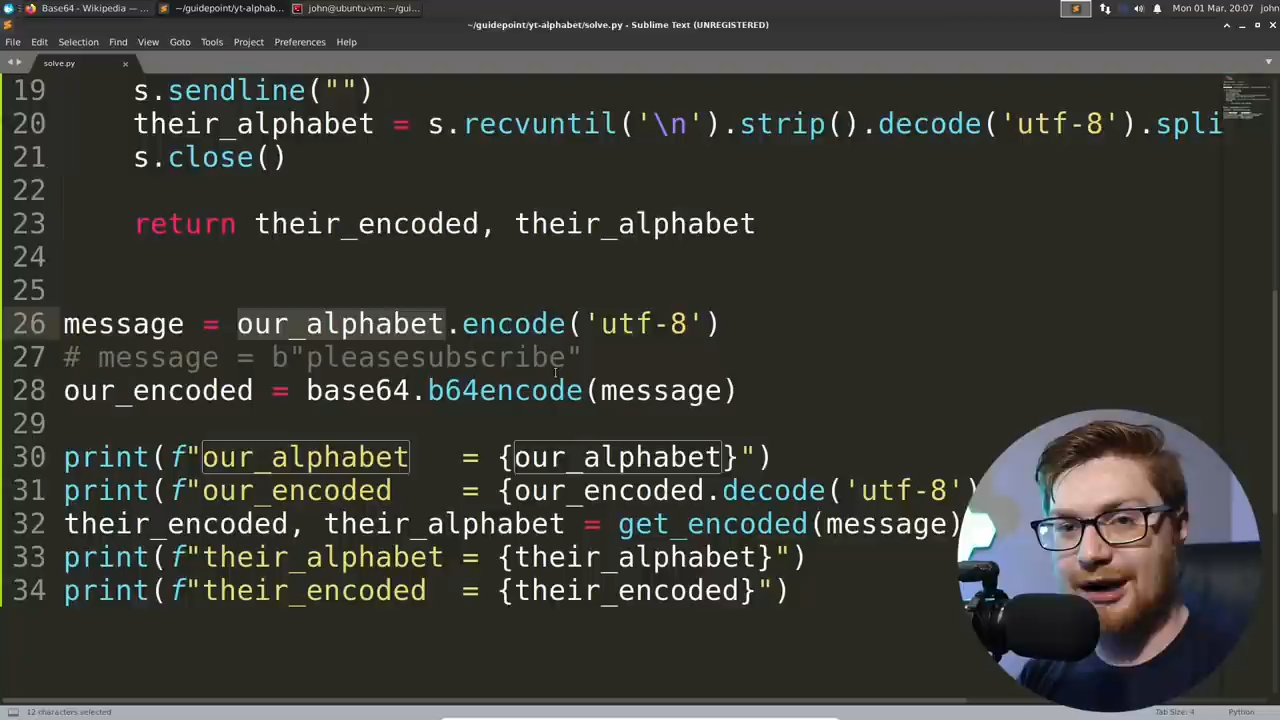 Base64 - Wikipedia — ...
~/guidepoint/yt-alphab...
john@ubuntu-vm: ~/gui...
Mon 01 Mar, 20:07 john
~/guidepoint/yt-alphabet/solve.py - Sublime Text (UNREGISTERED)
File Edit Selection Find View Goto Tools Project Preferences Help
solve.py
19 s.sendline("")
20 their_alphabet = s.recvuntil('\n').strip().decode('utf-8').spli
21 s.close()
22
23 return their_encoded, their_alphabet
24
25
26 message = our_alphabet.encode('utf-8')
27 # message = b"pleasesubscribe"
28 our_encoded = base64.b64encode(message)
29
30 print(f"our_alphabet = {our_alphabet}")
31 print(f"our_encoded = {our_encoded.decode('utf-8')
32 their_encoded, their_alphabet = get_encoded(message)
33 print(f"their_alphabet = {their_alphabet}")
34 print(f"their_encoded = {their_encoded}")
12 characters selected
Tab Size: 4 Python